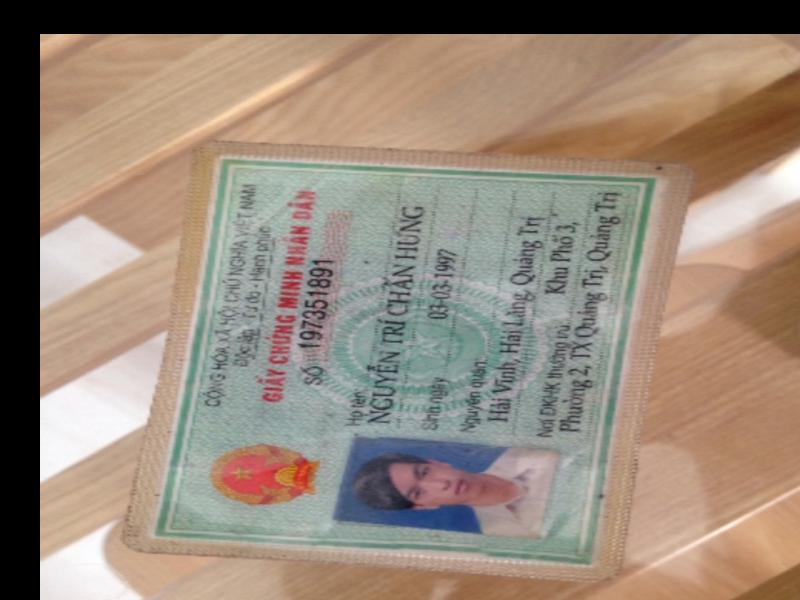 CỘNG HÒA XÃ HỘI CHỦ NGHĨA VIỆT NAM
Độc lập - Tự do - Hạnh phúc
GIẤY CHỨNG MINH NHÂN DÂN
SỐ 197351891
Họ tên: NGUYỄN TRÍ CHẤN HÙNG
Sinh ngày 03-03-1997
Nguyên quán:
Hải Vĩnh, Hải Lăng, Quảng Trị
Nơi ĐKHK thường trú: Khu Phố 3,
Phường 2, TX Quảng Trị, Quảng Trị